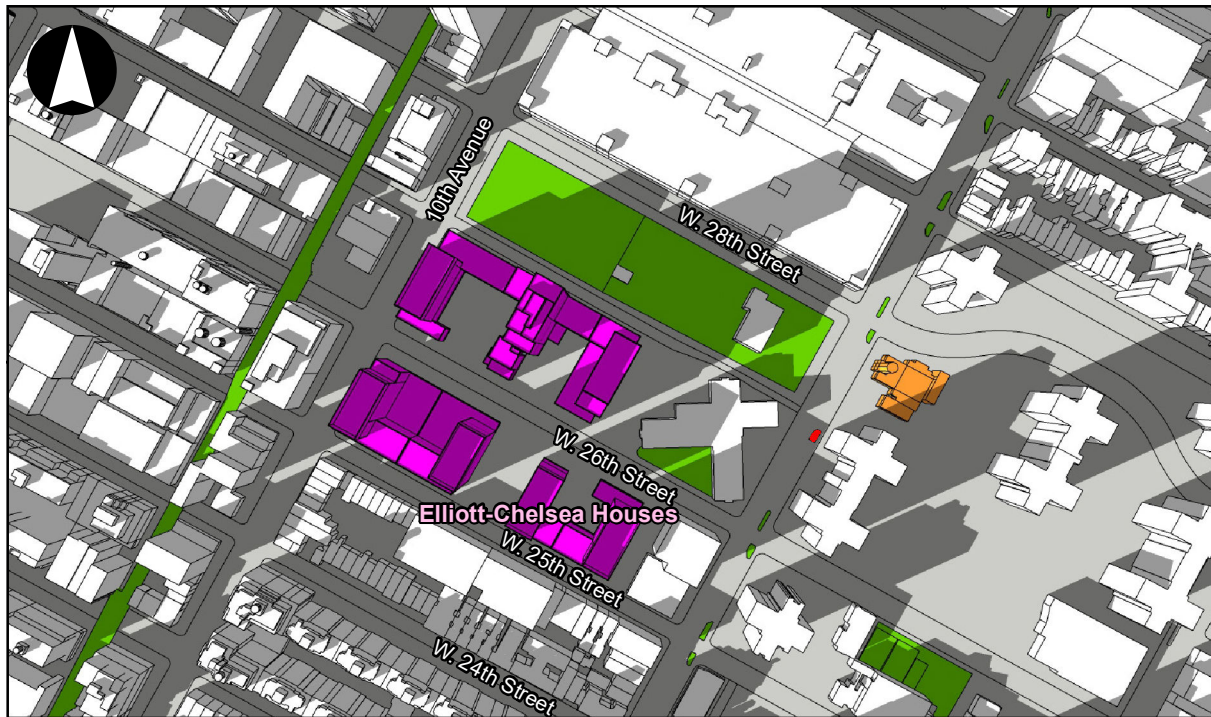 10th Avenue
W. 28th Street
W. 26th Street
Elliott-Chelsea Houses
W. 25th Street
W. 24th Street